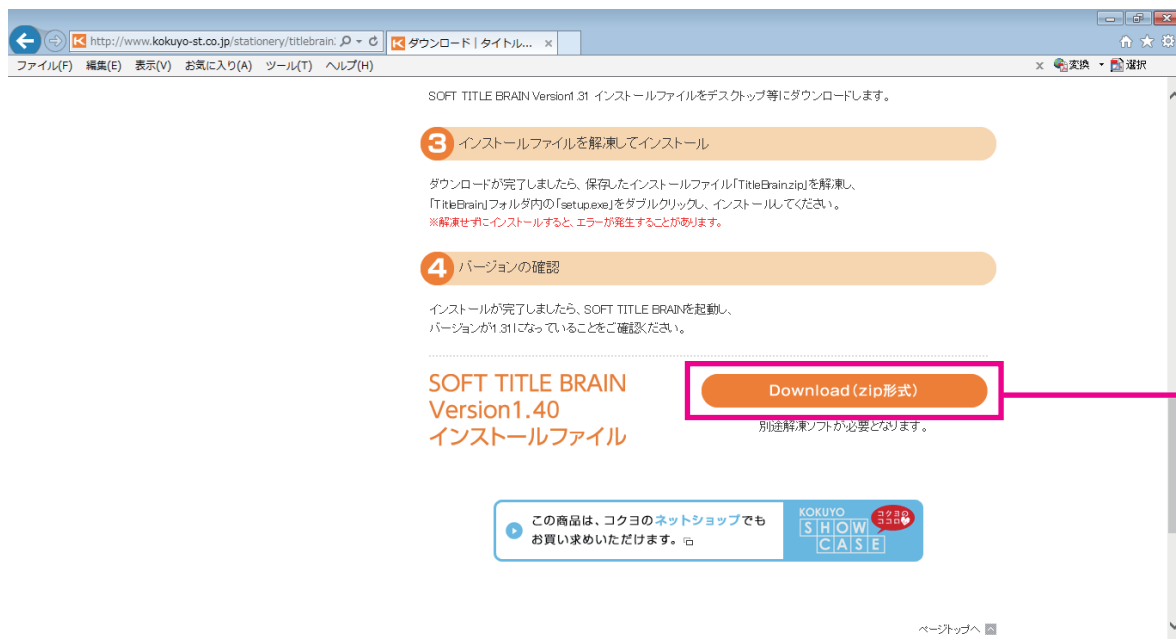 http://www.kokuyo-st.co.jp/stationery/titlebrain.
ダウンロード | タイトル...
ファイル(F) 編集(E) 表示(V) お気に入り(A) ツール(T) ヘルプ(H)
x 変換 選択
SOFT TITLE BRAIN Version1.31 インストールファイルをデスクトップ等にダウンロードします。
3 インストールファイルを解凍してインストール
ダウンロードが完了しましたら、保存したインストールファイル「TitleBrain.zip」を解凍し、
「TitleBrain」フォルダ内の「setup.exe」をダブルクリックし、インストールしてください。
※解凍せずにインストールすると、エラーが発生することがあります。
4 バージョンの確認
インストールが完了しましたら、SOFT TITLE BRAINを起動し、
バージョンが1.31になっていることをご確認ください。
SOFT TITLE BRAIN
Version1.40
インストールファイル
Download(zip形式)
別途解凍ソフトが必要となります。
この商品は、コクヨのネットショップでも
お買い求めいただけます。
KOKUYO
SHOW
CASE
コクヨの
ココロ
ページトップへ